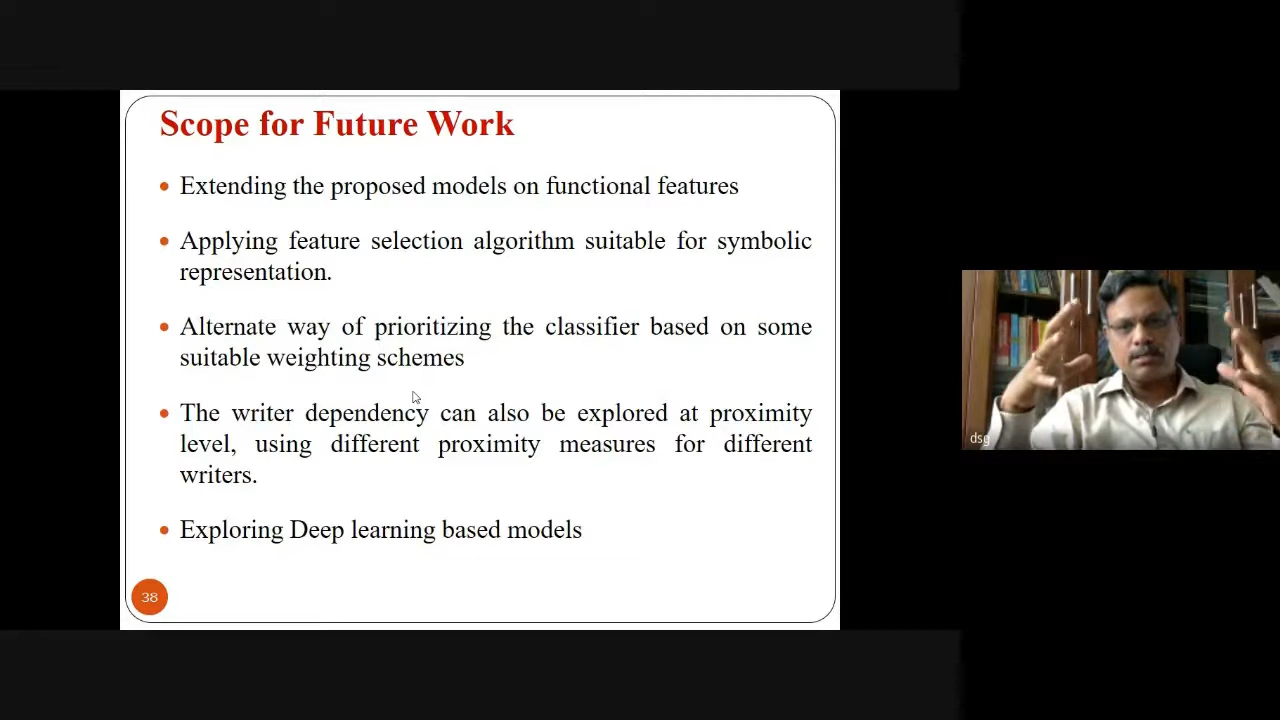 Scope for Future Work
Extending the proposed models on functional features
Applying feature selection algorithm suitable for symbolic
representation.
Alternate way of prioritizing the classifier based on some
suitable weighting schemes
The writer dependency can also be explored at proximity
level, using different proximity measures for different
writers.
Exploring Deep learning based models
38
dsg